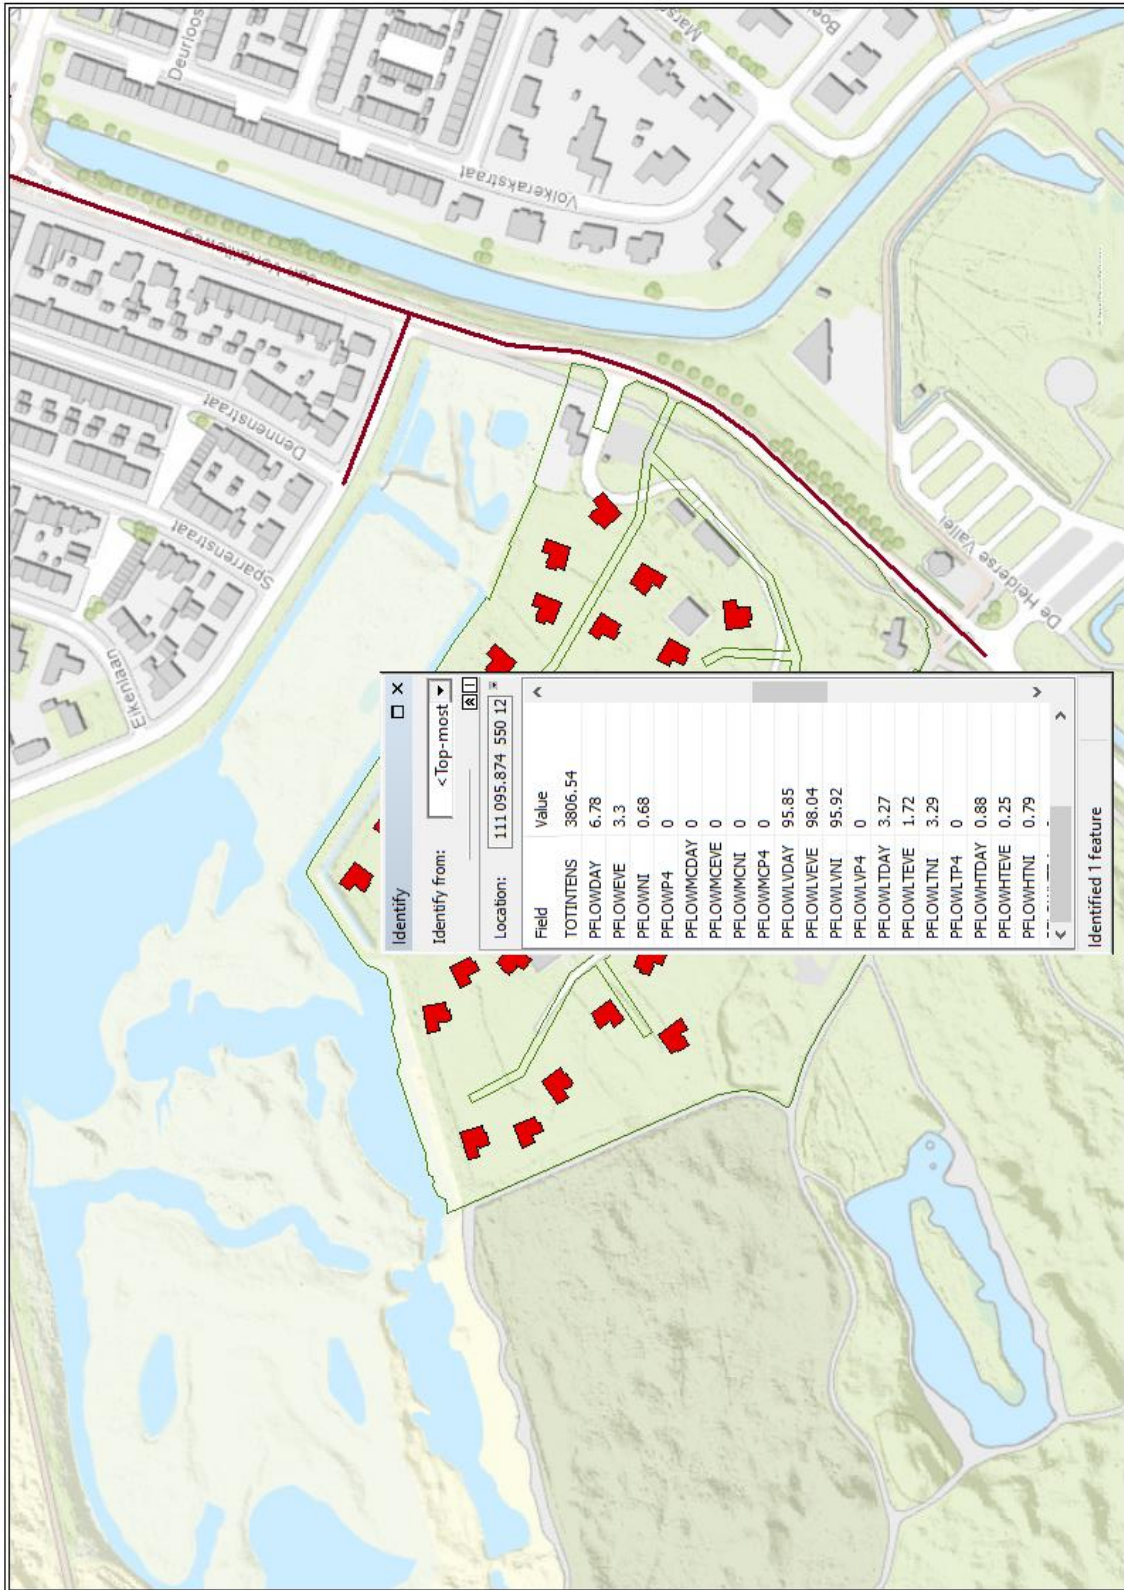 Deurloos
Volkerakstraat
Marse
Boei
Jan Verfailleweg
Dennenstraat
Sparrenstraat
Eikenlaan
De Helderse Vallei
Identify
Identify from:
<Top-most
Location:
111 095.874 550 12
Field Value
TOTINTENS 3806.54
PFLOWDAY 6.78
PFLOWEVE 3.3
PFLOWNI 0.68
PFLOWP4 0
PFLOWMCDAY 0
PFLOWMCEVE 0
PFLOWMCNI 0
PFLOWMCP4 0
PFLOWLVDAY 95.85
PFLOWLVEVE 98.04
PFLOWLVNI 95.92
PFLOWLVP4 0
PFLOWLTDAY 3.27
PFLOWLTEVE 1.72
PFLOWLTNI 3.29
PFLOWLTP4 0
PFLOWHTDAY 0.88
PFLOWHTEVE 0.25
PFLOWHTNI 0.79
Identified 1 feature